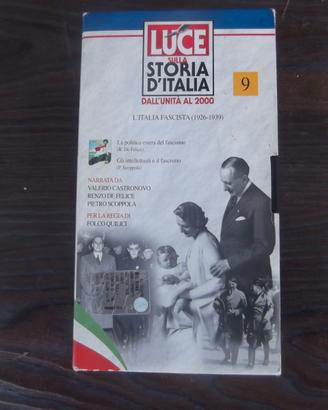 LUCE
SULLA
STORIA
D'ITALIA
DALL'UNITÀ AL 2000
9
L'ITALIA FASCISTA (1926-1939)
La politica estera del fascismo
(R. De Felice)
Gli intellettuali e il fascismo
(P. Scoppola)
NARRATA DA
VALERIO CASTRONOVO
RENZO DE FELICE
PIETRO SCOPPOLA
PER LA REGIA DI
FOLCO QUILICI